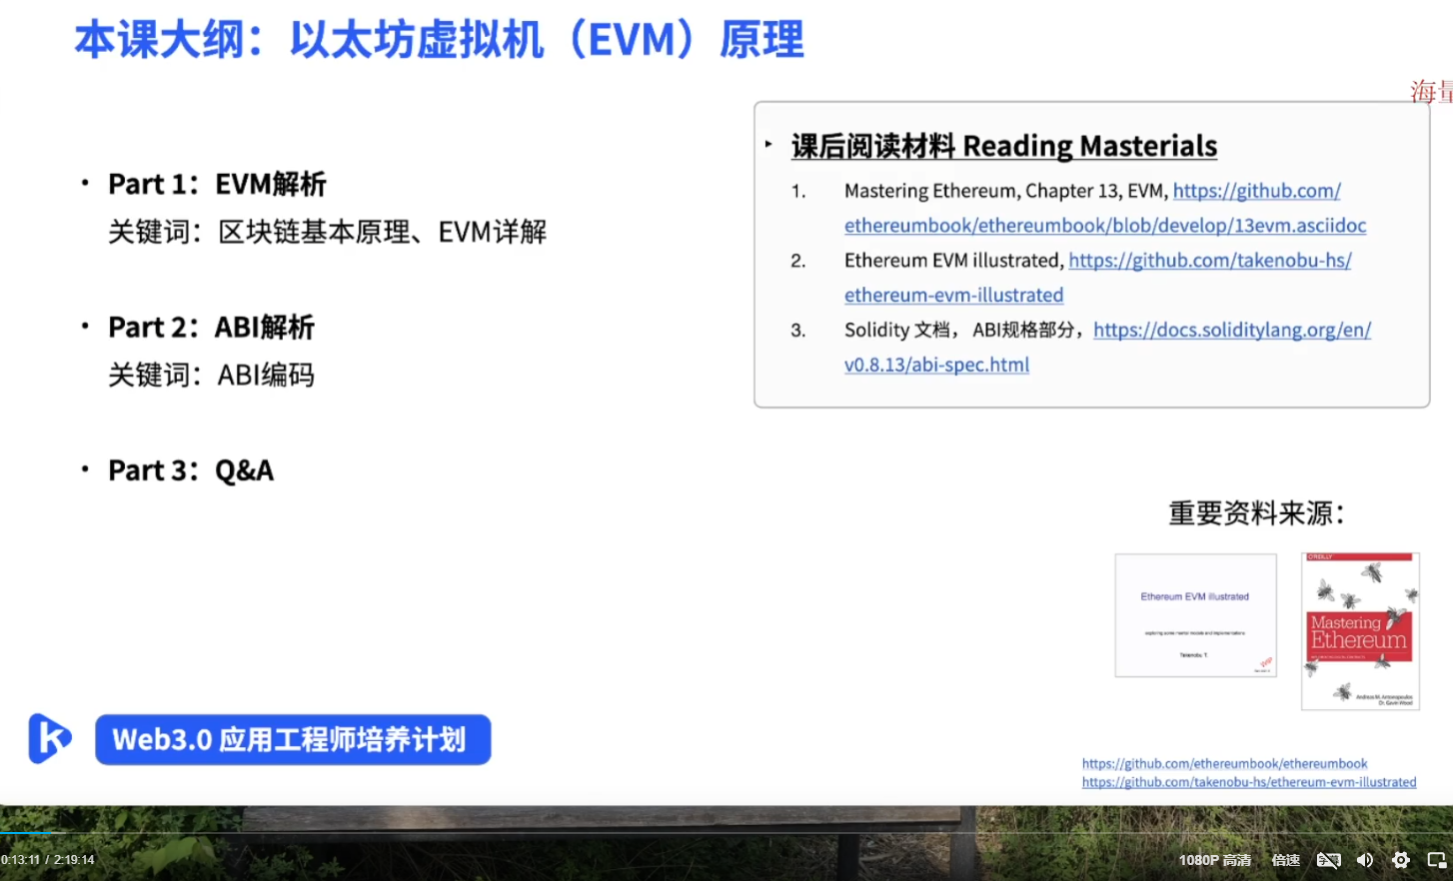 本课大纲：以太坊虚拟机（EVM）原理
海量
· Part 1：EVM解析
关键词：区块链基本原理、EVM详解
· Part 2：ABI解析
关键词：ABI编码
· Part 3：Q&A
‣ 课后阅读材料 Reading Masterials
1. Mastering Ethereum, Chapter 13, EVM, https://github.com/
ethereumbook/ethereumbook/blob/develop/13evm.asciidoc
2. Ethereum EVM illustrated, https://github.com/takenobu-hs/
ethereum-evm-illustrated
3. Solidity 文档， ABI规格部分，https://docs.soliditylang.org/en/
v0.8.13/abi-spec.html
重要资料来源：
Ethereum EVM illustrated
exploring some mental models and implementations
Takenobu T.
O'REILLY
Mastering
Ethereum
Andreas M. Antonopoulos
Dr. Gavin Wood
https://github.com/ethereumbook/ethereumbook
https://github.com/takenobu-hs/ethereum-evm-illustrated
Web3.0 应用工程师培养计划
0:13:11 / 2:19:14
1080P 高清 倍速